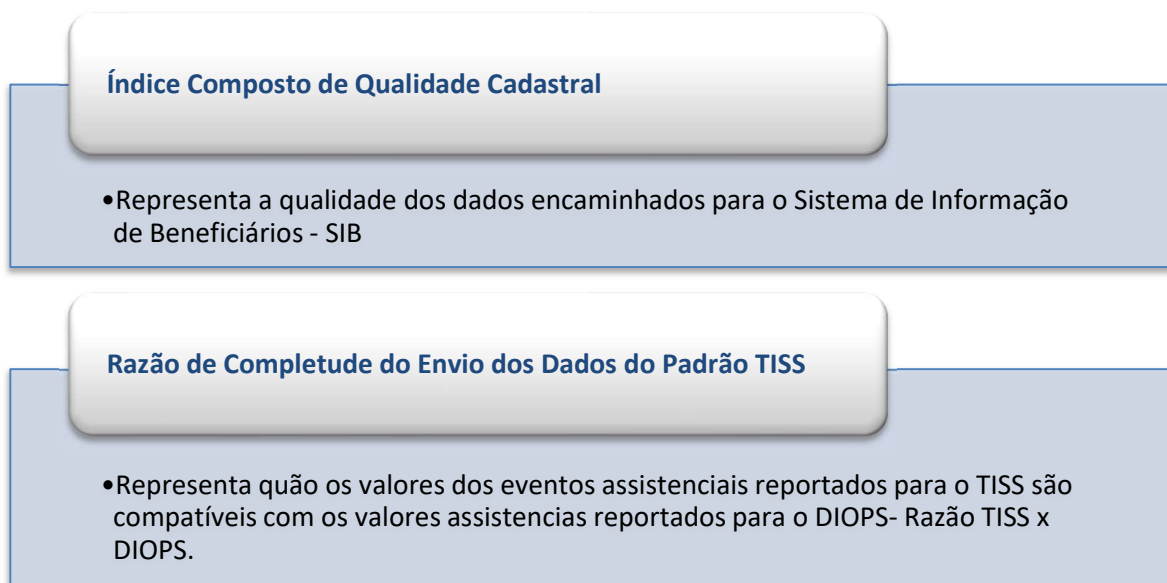 Índice Composto de Qualidade Cadastral
•Representa a qualidade dos dados encaminhados para o Sistema de Informação
de Beneficiários - SIB
Razão de Completude do Envio dos Dados do Padrão TISS
•Representa quão os valores dos eventos assistenciais reportados para o TISS são
compatíveis com os valores assistencias reportados para o DIOPS- Razão TISS x
DIOPS.